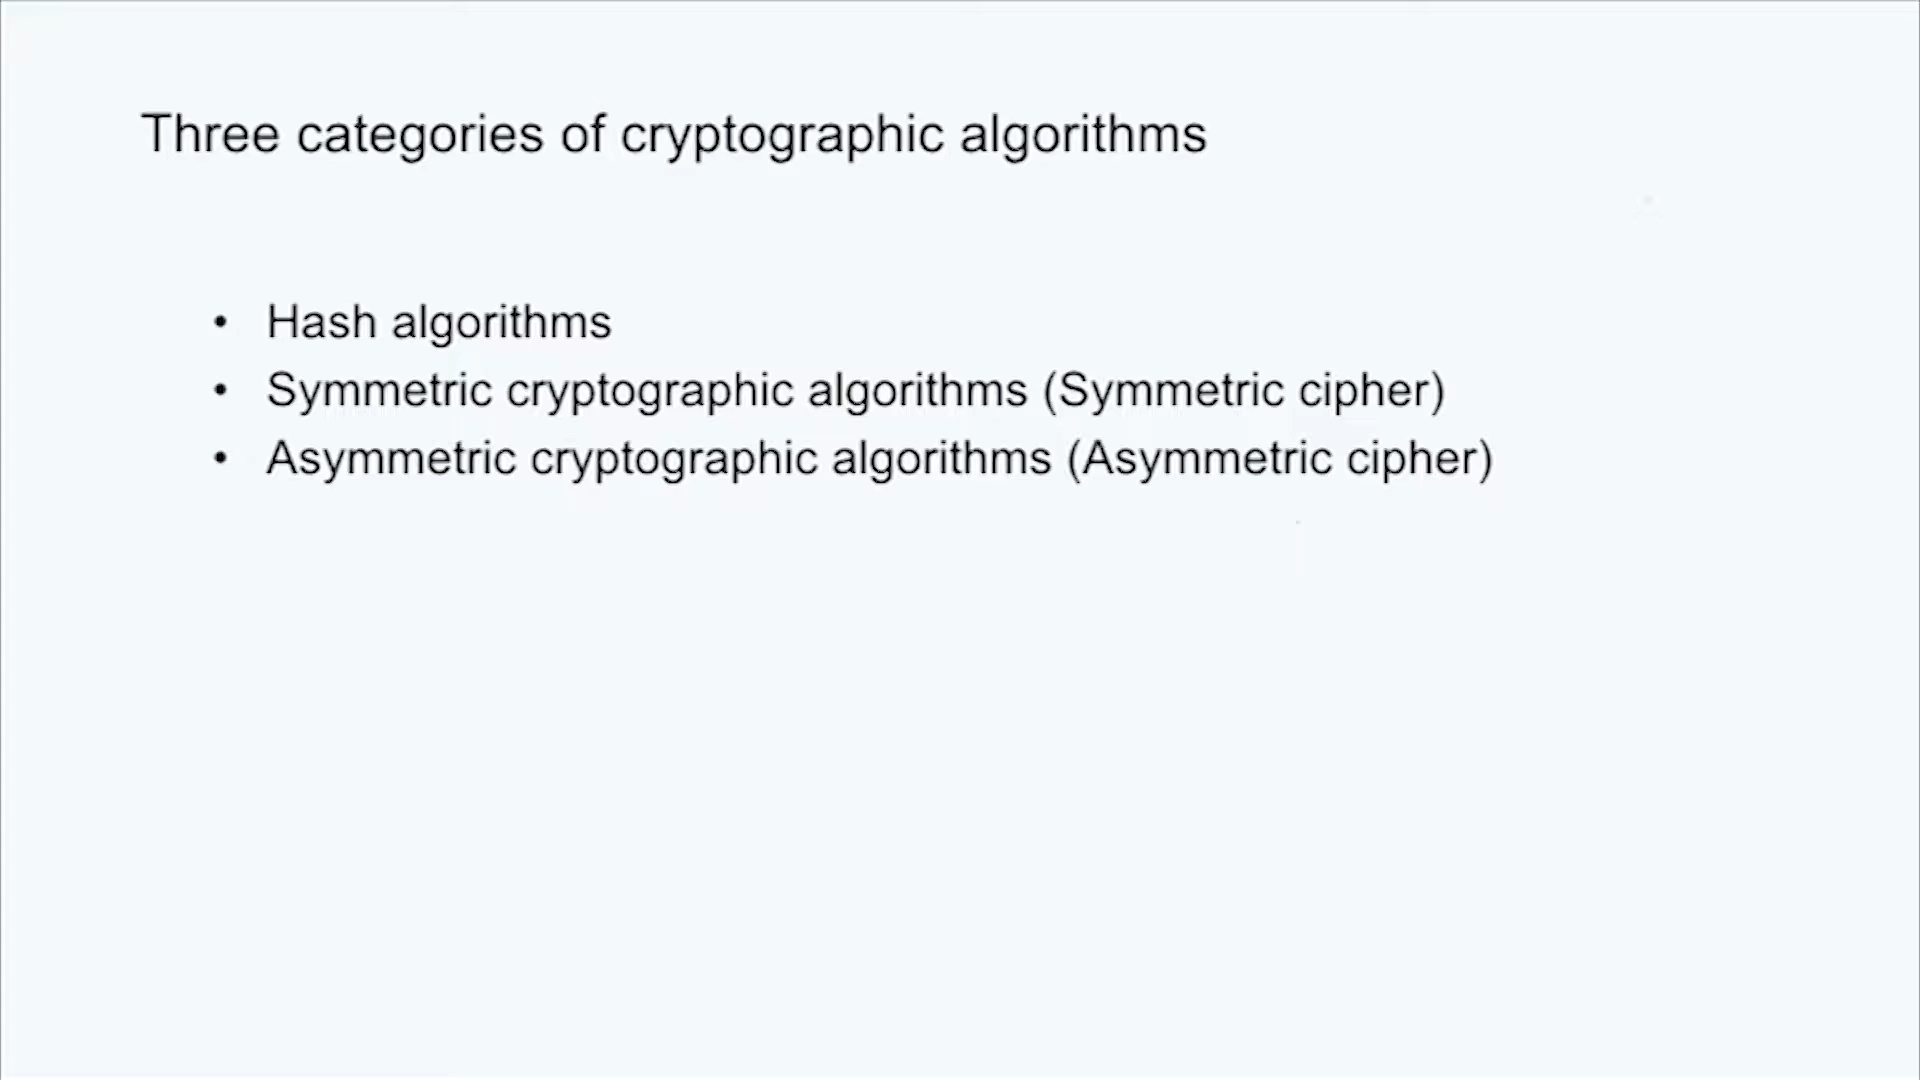 Three categories of cryptographic algorithms
• Hash algorithms
• Symmetric cryptographic algorithms (Symmetric cipher)
• Asymmetric cryptographic algorithms (Asymmetric cipher)